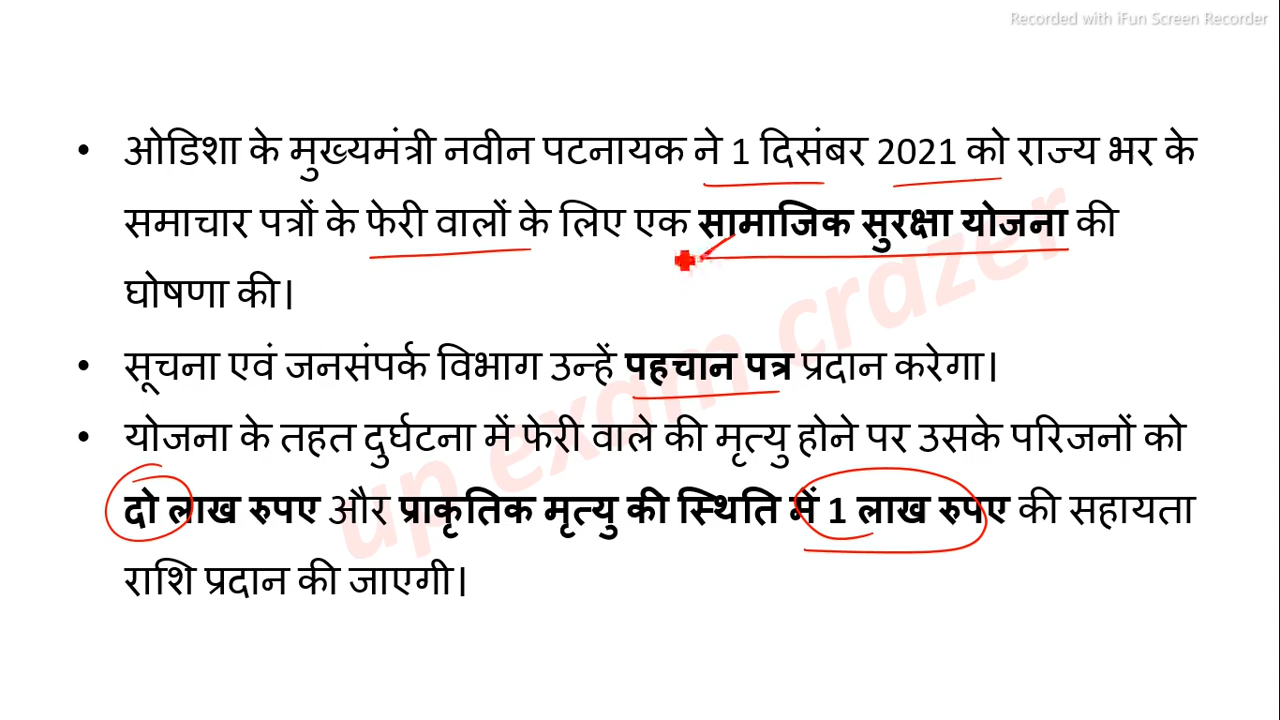 Recorded with iFun Screen Recorder
• ओडिशा के मुख्यमंत्री नवीन पटनायक ने 1 दिसंबर 2021 को राज्य भर के
समाचार पत्रों के फेरी वालों के लिए एक सामाजिक सुरक्षा योजना की
घोषणा की।
• सूचना एवं जनसंपर्क विभाग उन्हें पहचान पत्र प्रदान करेगा।
• योजना के तहत दुर्घटना में फेरी वाले की मृत्यु होने पर उसके परिजनों को
दो लाख रुपए और प्राकृतिक मृत्यु की स्थिति में 1 लाख रुपए की सहायता
राशि प्रदान की जाएगी।
up exam crazer